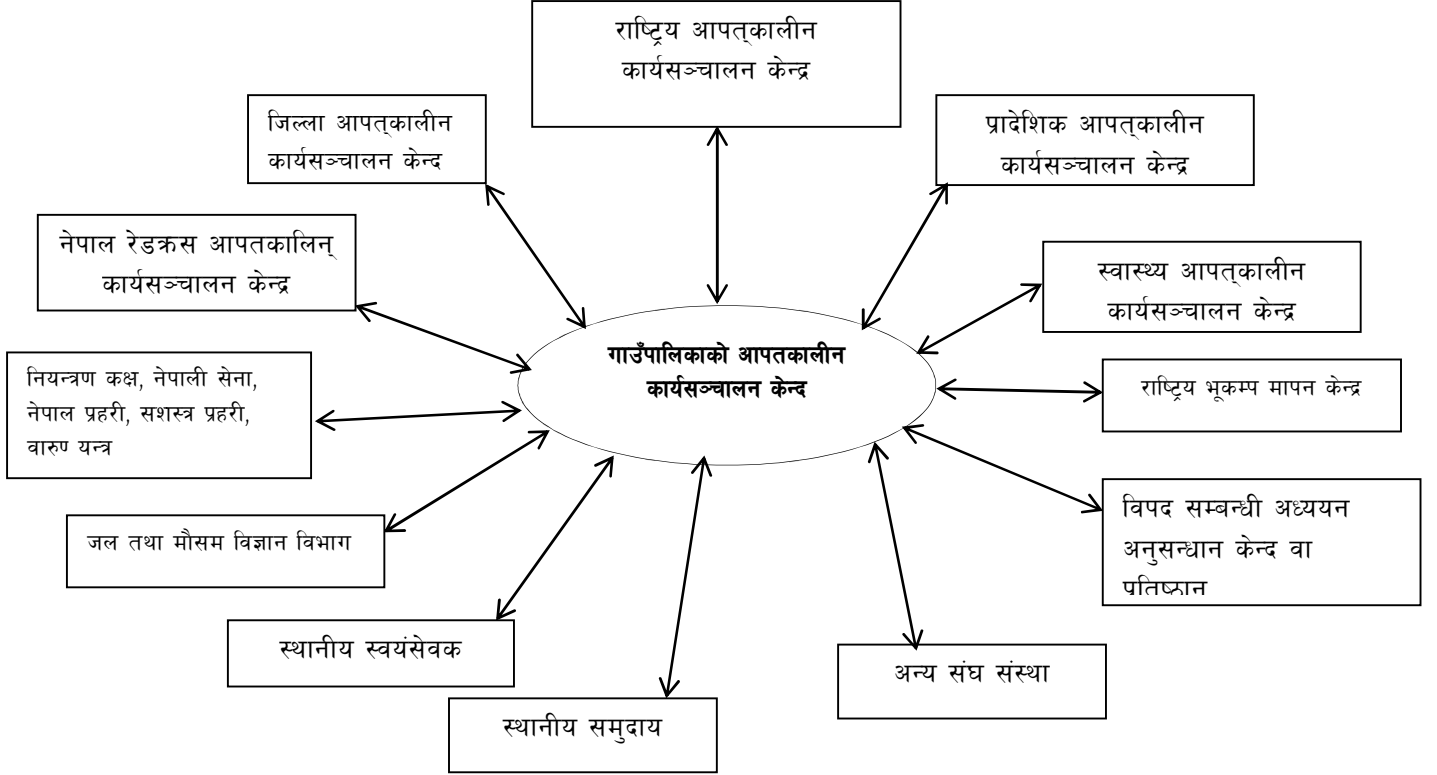 राष्ट्रिय आपत्कालीन
कार्यसञ्चालन केन्द्र
जिल्ला आपत्कालीन
कार्यसञ्चालन केन्द
प्रादेशिक आपत्कालीन
कार्यसञ्चालन केन्द्र
नेपाल रेडक्रस आपतकालिन्
कार्यसञ्चालन केन्द्र
स्वास्थ्य आपत्कालीन
कार्यसञ्चालन केन्द्र
गाउँपालिकाको आपतकालीन
कार्यसञ्चालन केन्द
नियन्त्रण कक्ष, नेपाली सेना,
नेपाल प्रहरी, सशस्त्र प्रहरी,
वारुण यन्त्र
राष्ट्रिय भूकम्प मापन केन्द्र
विपद सम्बन्धी अध्ययन
अनुसन्धान केन्द वा
प्रतिष्ठान
जल तथा मौसम विज्ञान विभाग
स्थानीय स्वयंसेवक
अन्य संघ संस्था
स्थानीय समुदाय